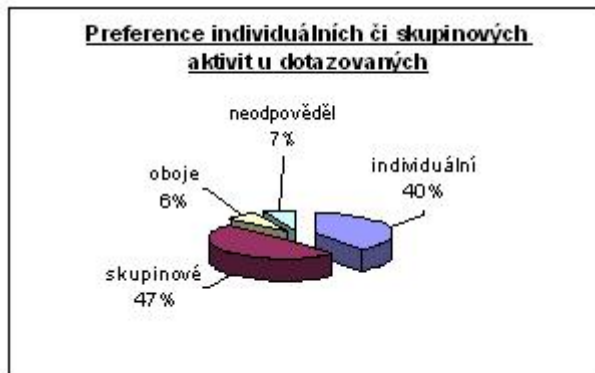 Preference individuálních či skupinových
aktivit u dotazovaných
neodpověděl
7%
individuální
40%
oboje
6%
skupinové
47%